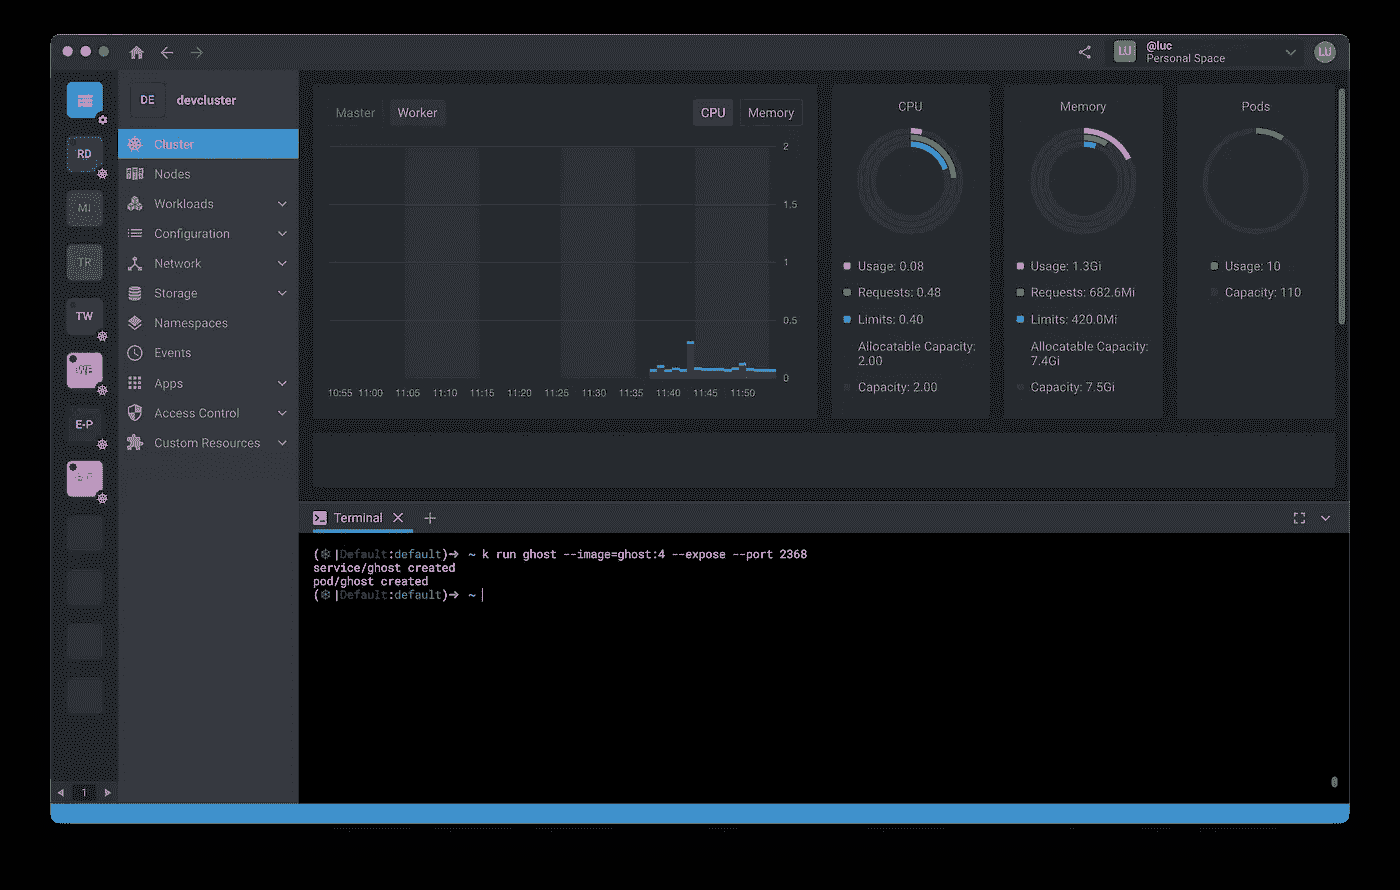 @luc
LU
Personal Space
LU
DE
devcluster
RD
MI
TR
TW
E-P
1
Cluster
Nodes
Workloads
Configuration
Network
Storage
Namespaces
Events
Apps
Access Control
Custom Resources
Master
Worker
CPU
Memory
2
1.5
1
0.5
0
10:55 11:00 11:05 11:10 11:15 11:20 11:25 11:30 11:35 11:40 11:45 11:50
CPU
Usage: 0.08
Requests: 0.48
Limits: 0.40
Allocatable Capacity:
2.00
Capacity: 2.00
Memory
Usage: 1.3Gi
Requests: 682.6Mi
Limits: 420.0Mi
Allocatable Capacity:
7.4Gi
Capacity: 7.5Gi
Pods
Usage: 10
Capacity: 110
Terminal
(⎈|Default:default)➜ ~ k run ghost --image=ghost:4 --expose --port 2368
service/ghost created
pod/ghost created
(⎈|Default:default)➜ ~